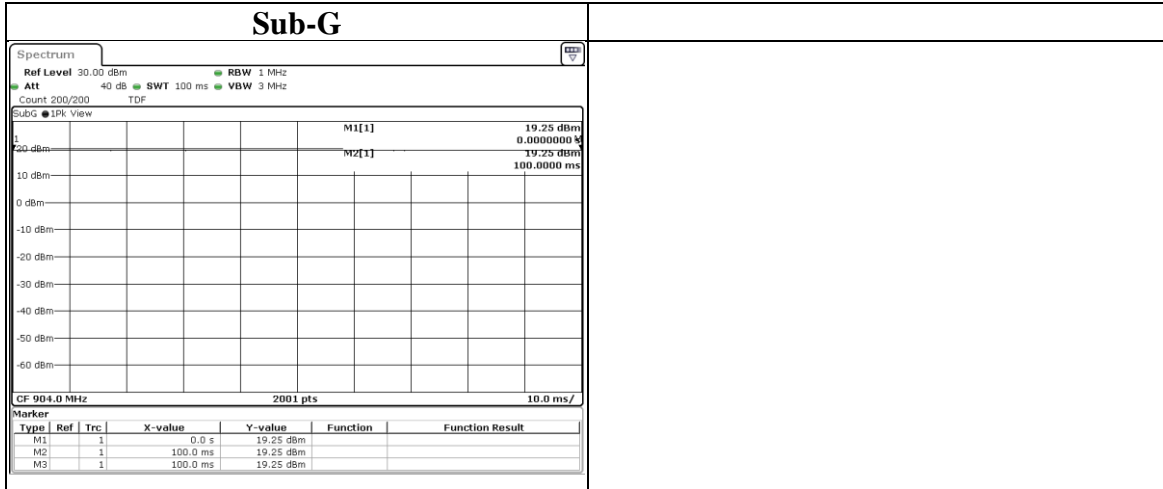 Sub-G
Spectrum
Ref Level 30.00 dBm RBW 1 MHz
Att 40 dB SWT 100 ms VBW 3 MHz
Count 200/200 TDF
SubG 1Pk View
M1[1] 19.25 dBm
0.0000000 s
M2[1] 19.25 dBm
100.0000 ms
20 dBm
10 dBm
0 dBm
-10 dBm
-20 dBm
-30 dBm
-40 dBm
-50 dBm
-60 dBm
CF 904.0 MHz 2001 pts 10.0 ms/
Marker
Type Ref Trc X-value Y-value Function Function Result
M1 1 0.0 s 19.25 dBm
M2 1 100.0 ms 19.25 dBm
M3 1 100.0 ms 19.25 dBm